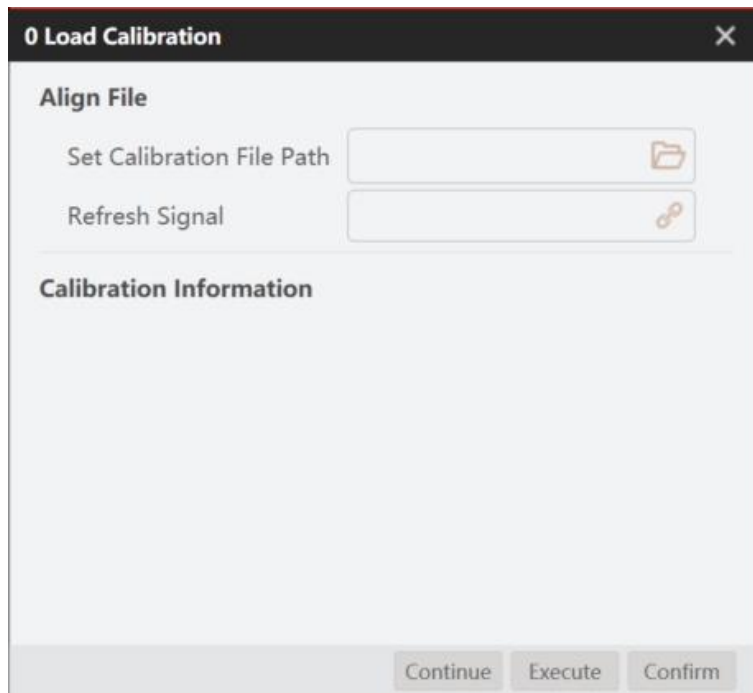 0 Load Calibration
Align File
Set Calibration File Path
Refresh Signal
Calibration Information
Continue Execute Confirm